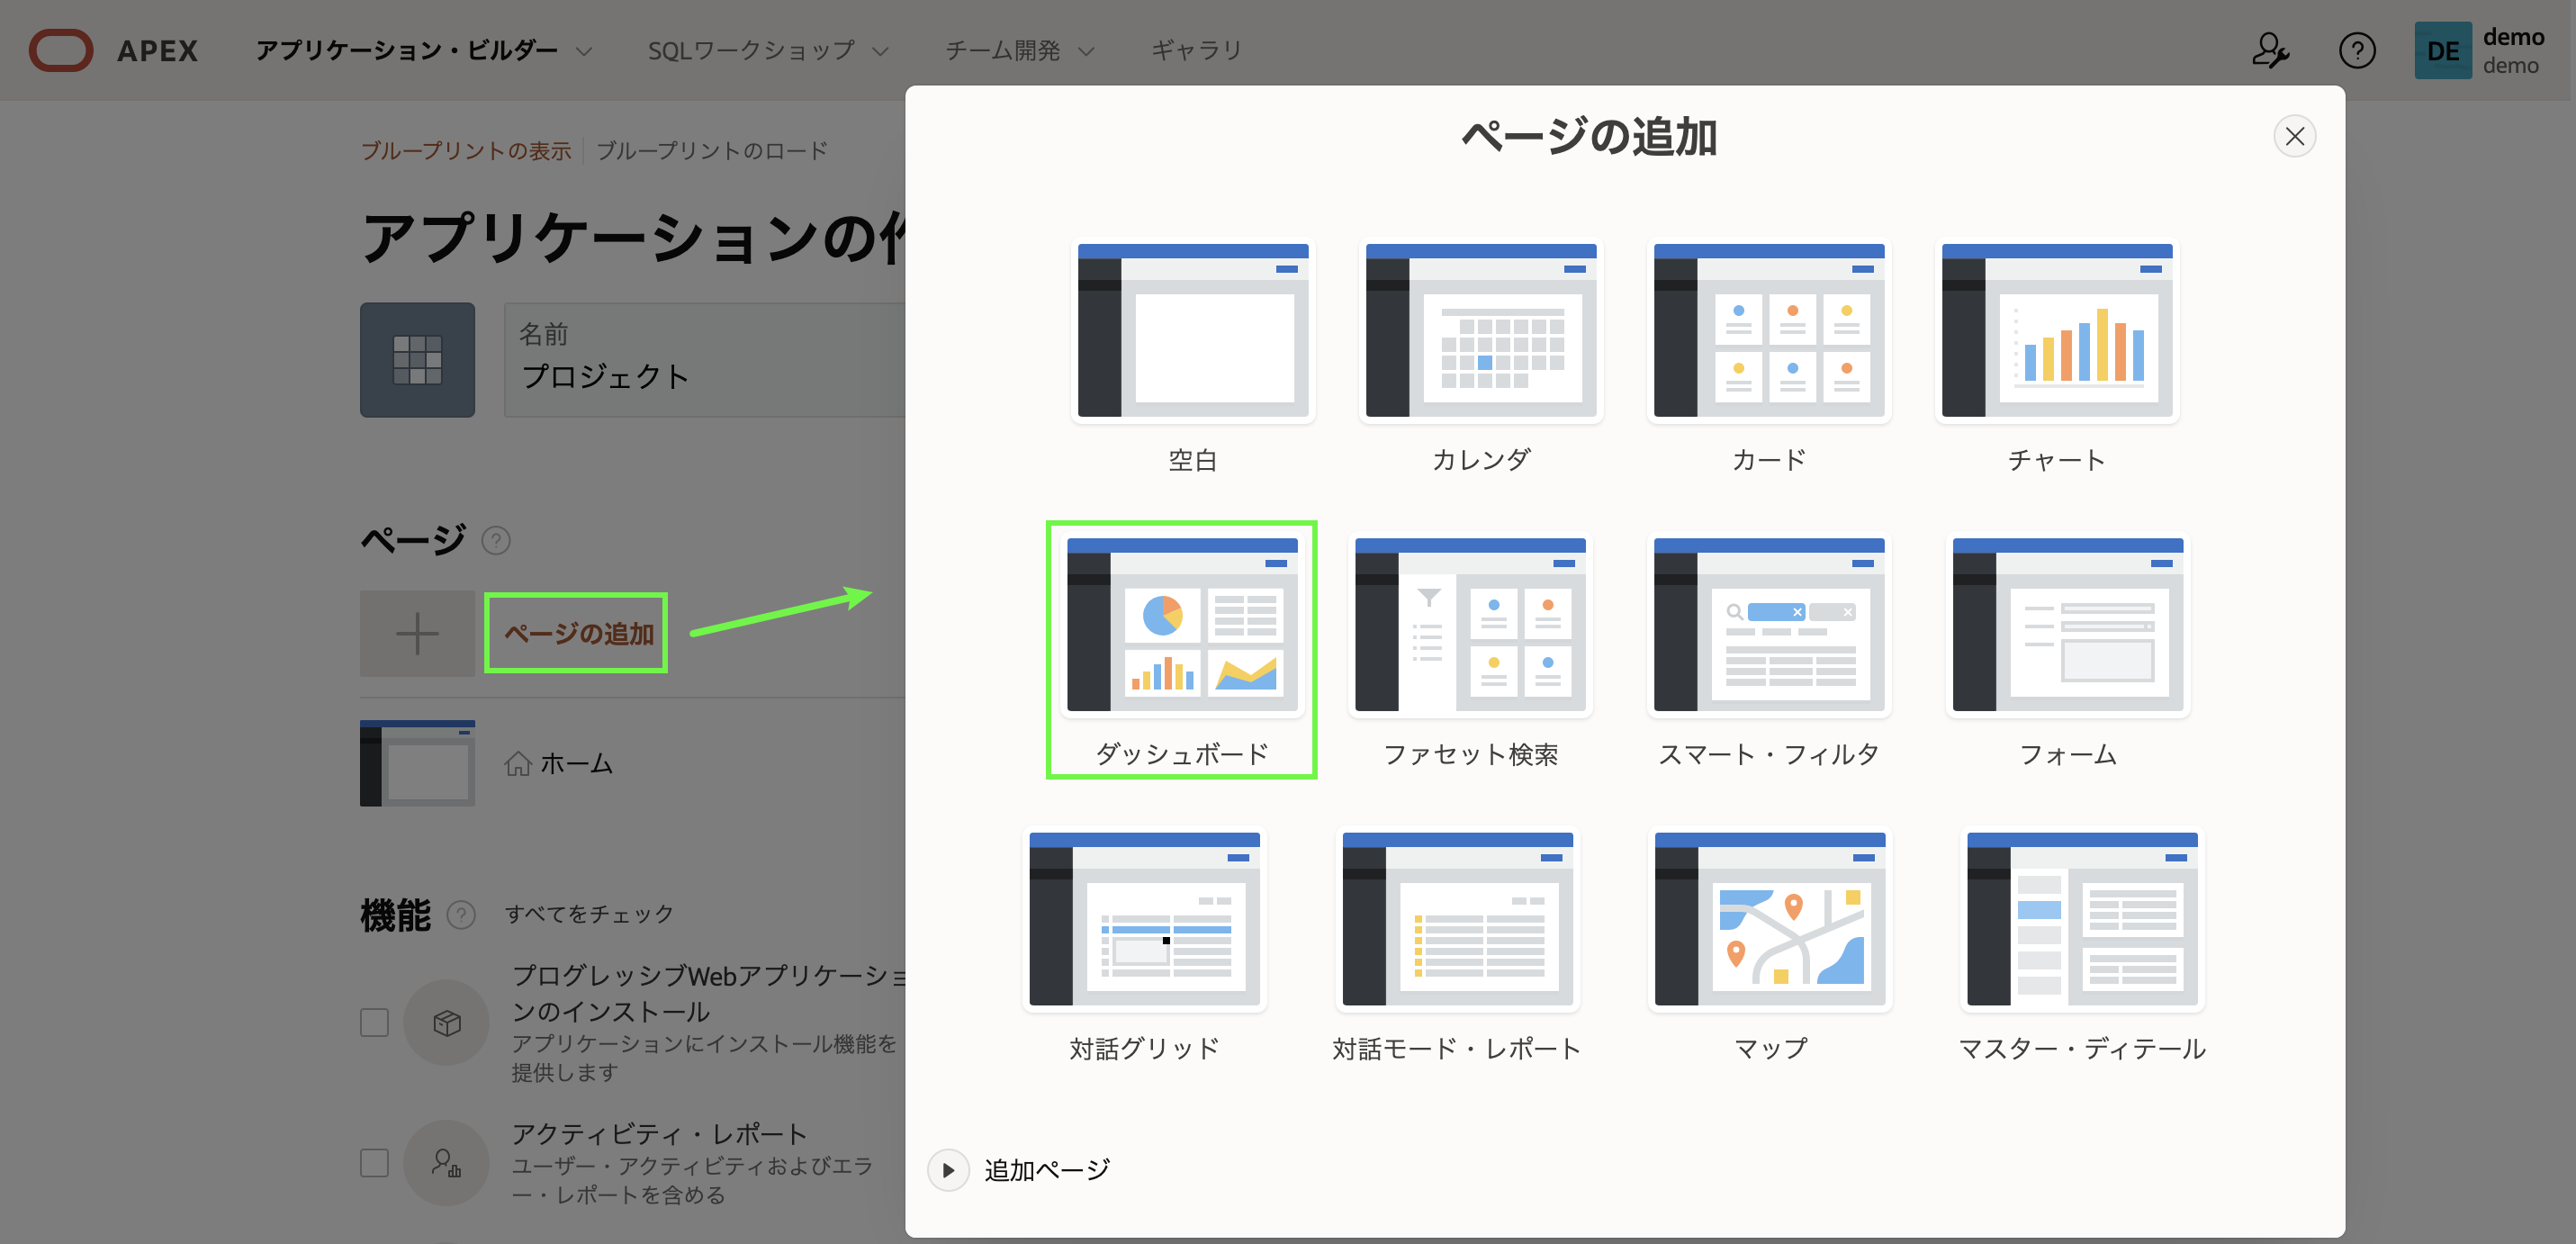 APEX アプリケーション・ビルダー SQLワークショップ チーム開発 ギャラリ ? DE demo
demo
ブループリントの表示 ブループリントのロード
アプリケーションの
名前
プロジェクト
ページ ?
ページの追加
ホーム
機能 ? すべてをチェック
プログレッシブWebアプリケーショ
ンのインストール
アプリケーションにインストール機能を
提供します
アクティビティ・レポート
ユーザー・アクティビティおよびエラ
ー・レポートを含める
ページの追加
空白 カレンダ カード チャート
ダッシュボード ファセット検索 スマート・フィルタ フォーム
対話グリッド 対話モード・レポート マップ マスター・ディテール
追加ページ